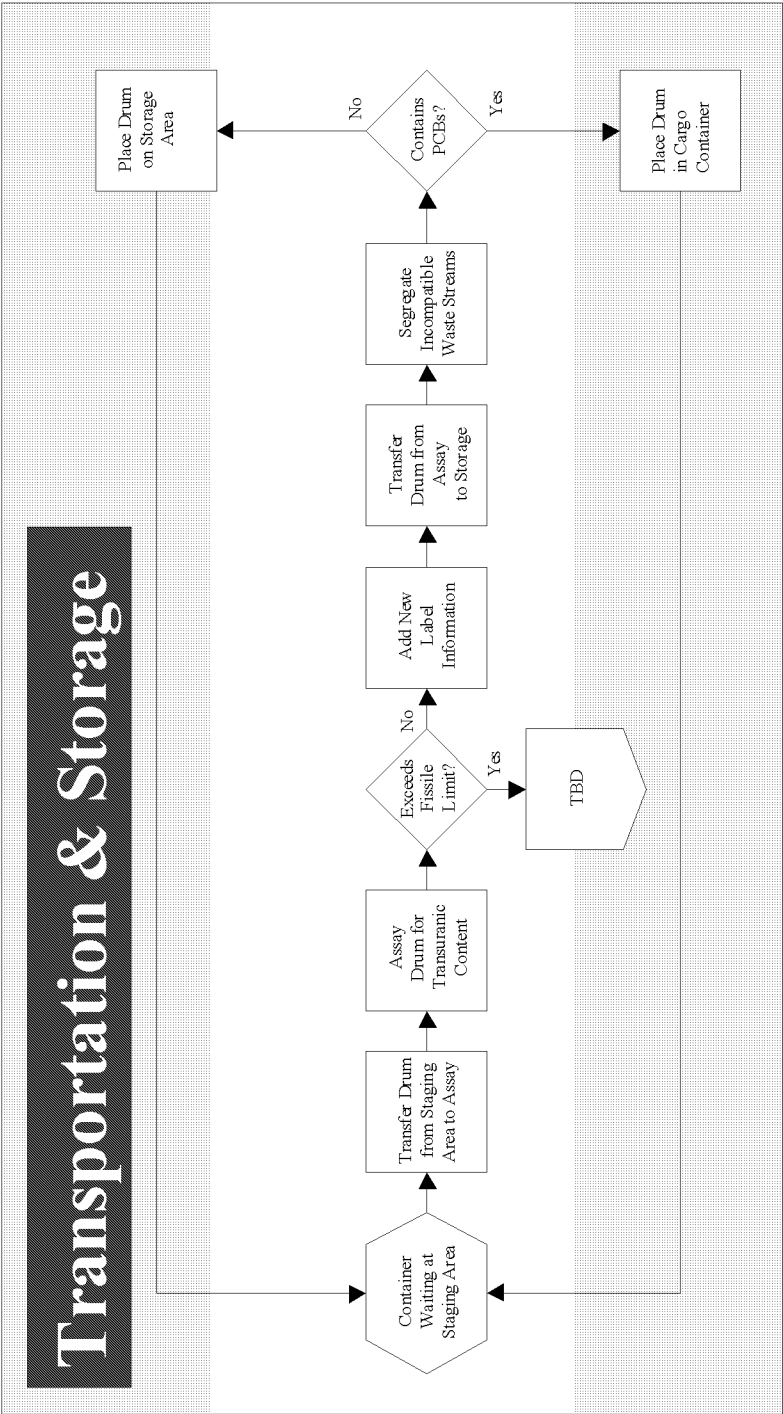 Transportation & Storage
Container
Waiting at
Staging Area
Transfer Drum
from Staging
Area to Assay
Assay
Drum for
Transuranic
Content
Exceeds
Fissile
Limit?
No
Yes
TBD
Add New
Label
Information
Transfer
Drum from
Assay
to Storage
Segregate
Incompatible
Waste Streams
Contains
PCBs?
No
Yes
Place Drum
on Storage
Area
Place Drum
in Cargo
Container